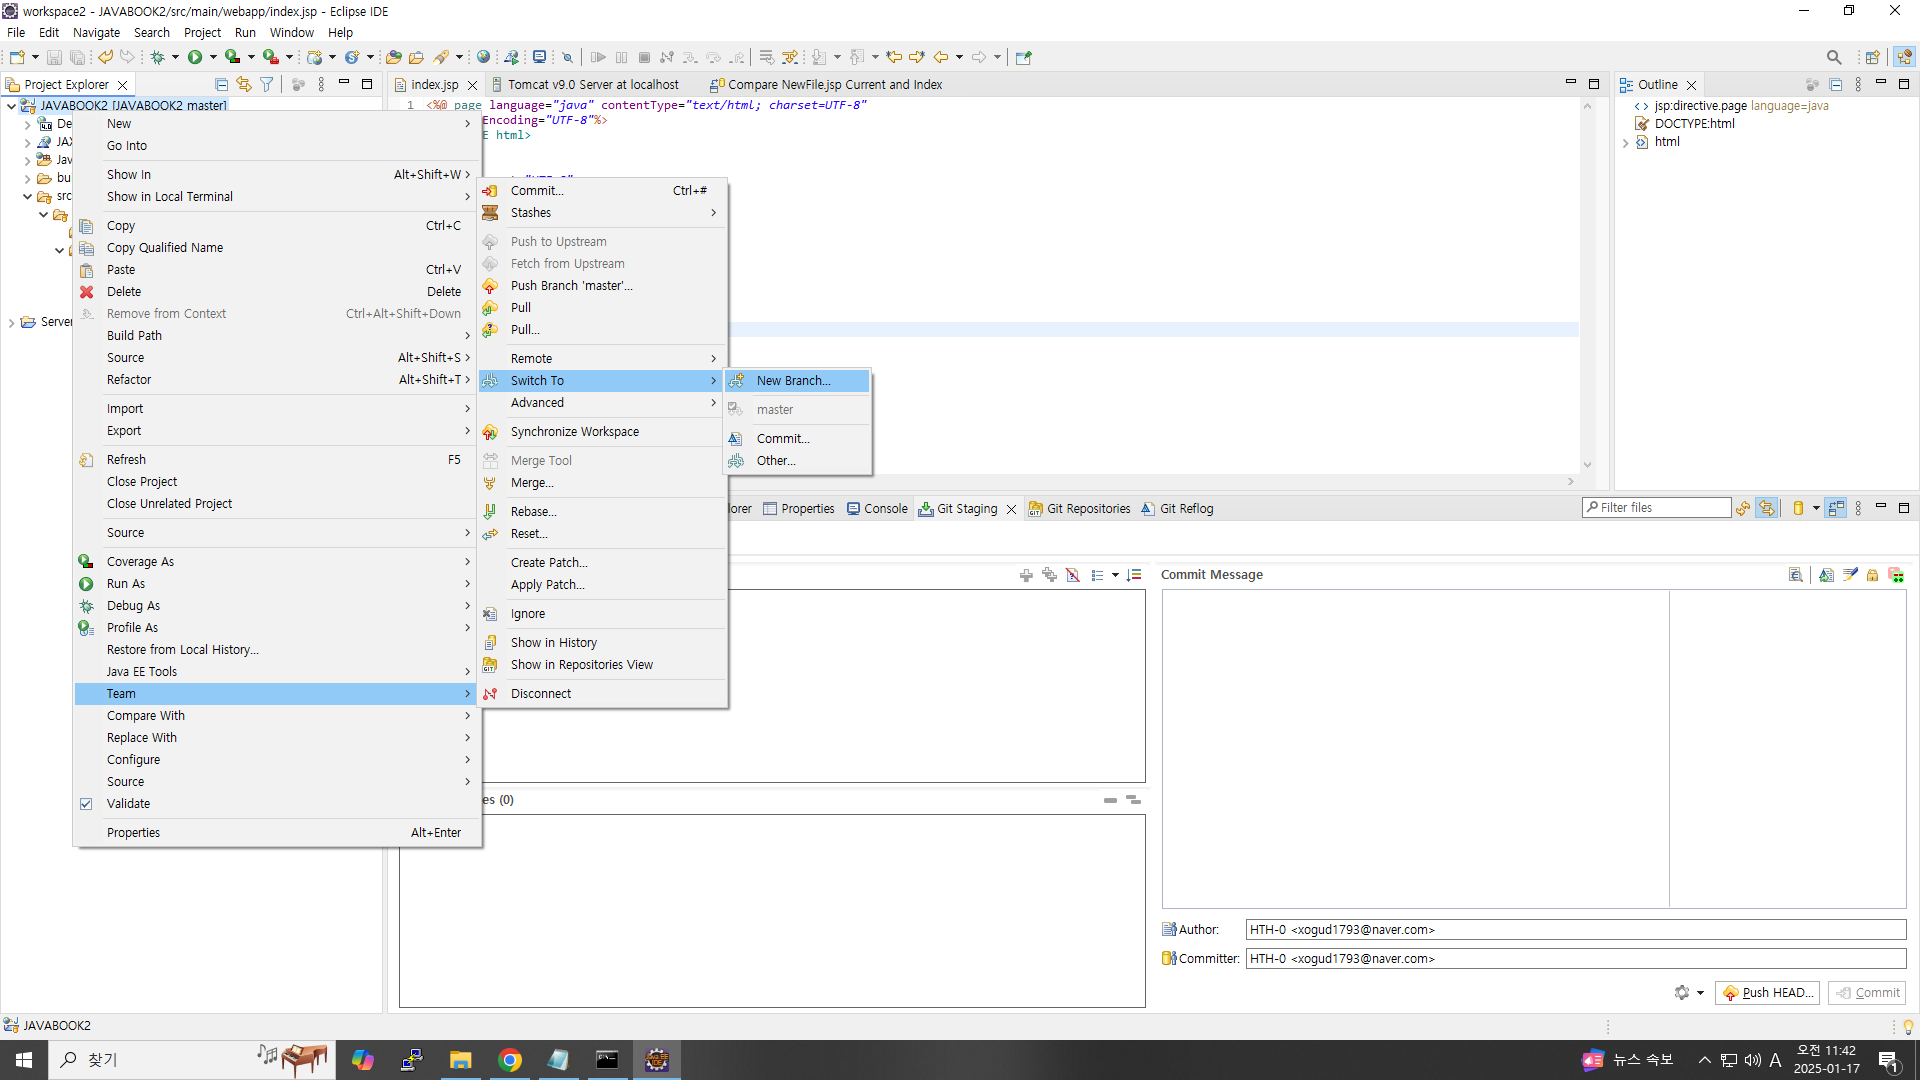 workspace2 - JAVABOOK2/src/main/webapp/index.jsp - Eclipse IDE
File Edit Navigate Search Project Run Window Help
Project Explorer
index.jsp
Tomcat v9.0 Server at localhost
Compare NewFile.jsp Current and Index
Outline
JAVABOOK2 [JAVABOOK2 master]
De
JAX
Jav
bu
src
Server
1 <%@ page language="java" contentType="text/html; charset=UTF-8"
Encoding="UTF-8"%>
E html>
jsp:directive.page language=java
DOCTYPE:html
html
New
Go Into
Show In Alt+Shift+W
Show in Local Terminal
Copy Ctrl+C
Copy Qualified Name
Paste Ctrl+V
Delete Delete
Remove from Context Ctrl+Alt+Shift+Down
Build Path
Source Alt+Shift+S
Refactor Alt+Shift+T
Import
Export
Refresh F5
Close Project
Close Unrelated Project
Source
Coverage As
Run As
Debug As
Profile As
Restore from Local History...
Java EE Tools
Team
Compare With
Replace With
Configure
Source
Validate
Properties Alt+Enter
Commit... Ctrl+#
Stashes
Push to Upstream
Fetch from Upstream
Push Branch 'master'...
Pull
Pull...
Remote
Switch To
Advanced
Synchronize Workspace
Merge Tool
Merge...
Rebase...
Reset...
Create Patch...
Apply Patch...
Ignore
Show in History
Show in Repositories View
Disconnect
New Branch...
master
Commit...
Other...
lorer
Properties
Console
Git Staging
Git Repositories
Git Reflog
Filter files
Commit Message
es (0)
Author: HTH-0 <xogud1793@naver.com>
Committer: HTH-0 <xogud1793@naver.com>
Push HEAD...
Commit
JAVABOOK2
찾기
뉴스 속보
A
오전 11:42
2025-01-17
1